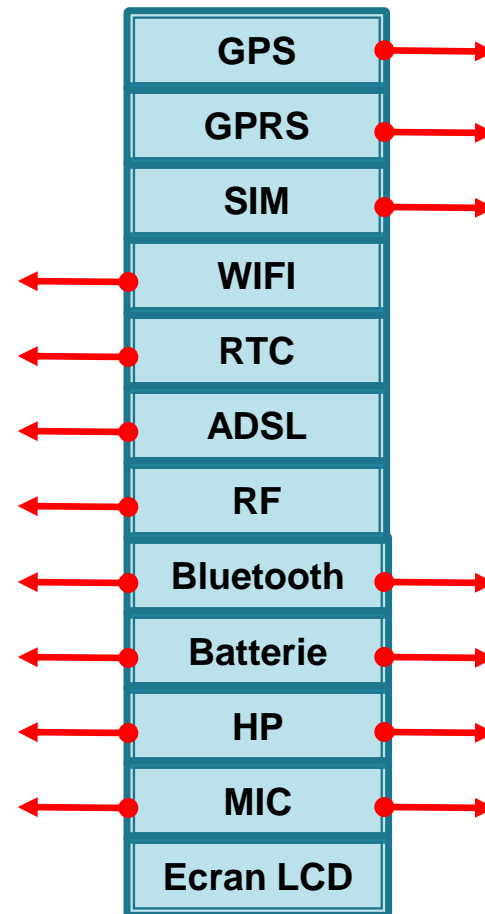 GPS
GPRS
SIM
WIFI
RTC
ADSL
RF
Bluetooth
Batterie
HP
MIC
Ecran LCD